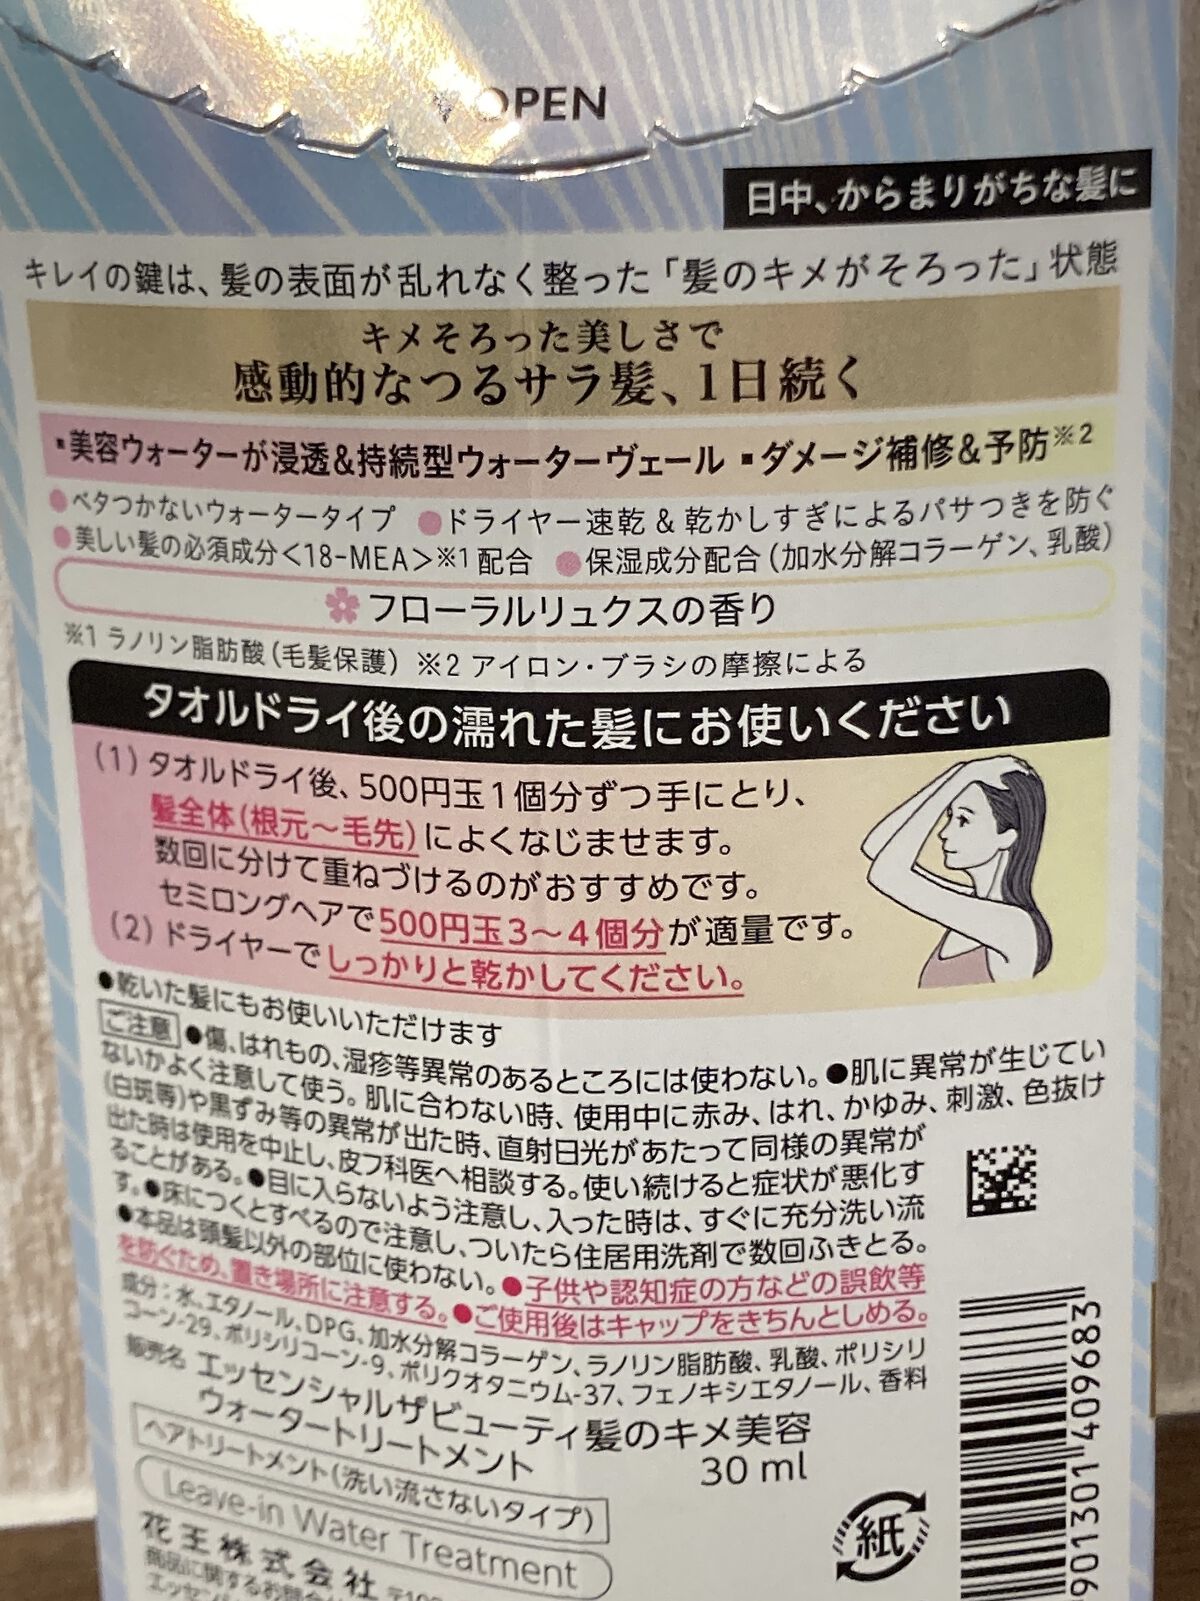 OPEN
日中、からまりがちな髪に
キレイの鍵は、髪の表面が乱れなく整った「髪のキメがそろった」状態
キメそろった美しさで
感動的なつるサラ髪、1日続く
▪美容ウォーターが浸透&持続型ウォーターヴェール ▪ダメージ補修&予防※2
●ベタつかないウォータータイプ ●ドライヤー速乾 & 乾かしすぎによるパサつきを防ぐ
●美しい髪の必須成分<18-MEA>※1配合 ●保湿成分配合(加水分解コラーゲン、乳酸)
フローラルリュクスの香り
※1 ラノリン脂肪酸(毛髪保護) ※2 アイロン・ブラシの摩擦による
タオルドライ後の濡れた髪にお使いください
(1)タオルドライ後、500円玉1個分ずつ手にとり、
髪全体(根元～毛先)によくなじませます。
数回に分けて重ねづけるのがおすすめです。
セミロングヘアで500円玉3～4個分が適量です。
(2)ドライヤーでしっかりと乾かしてください。
●乾いた髪にもお使いいただけます
ご注意 ●傷、はれもの、湿疹等異常のあるところには使わない。●肌に異常が生じてい
ないかよく注意して使う。肌に合わない時、使用中に赤み、はれ、かゆみ、刺激、色抜け
(白斑等)や黒ずみ等の異常が出た時、直射日光があたって同様の異常が
出た時は使用を中止し、皮フ科医へ相談する。使い続けると症状が悪化す
ることがある。●目に入らないよう注意し、入った時は、すぐに充分洗い流
す。●床につくとすべるので注意し、ついたら住居用洗剤で数回ふきとる。
●本品は頭髪以外の部位に使わない。●子供や認知症の方などの誤飲等
を防ぐため、置き場所に注意する。●ご使用後はキャップをきちんとしめる。
成分:水、エタノール、DPG、加水分解コラーゲン、ラノリン脂肪酸、乳酸、ポリシリ
コーン-29、ポリシリコーン-9、ポリクオタニウム-37、フェノキシエタノール、香料
販売名 エッセンシャルザビューティ髪のキメ美容
ウォータートリートメント
30 ml
ヘアトリートメント(洗い流さないタイプ)
Leave-in Water Treatment
花王株式会社
商品に関するお問合
紙
901301 409683